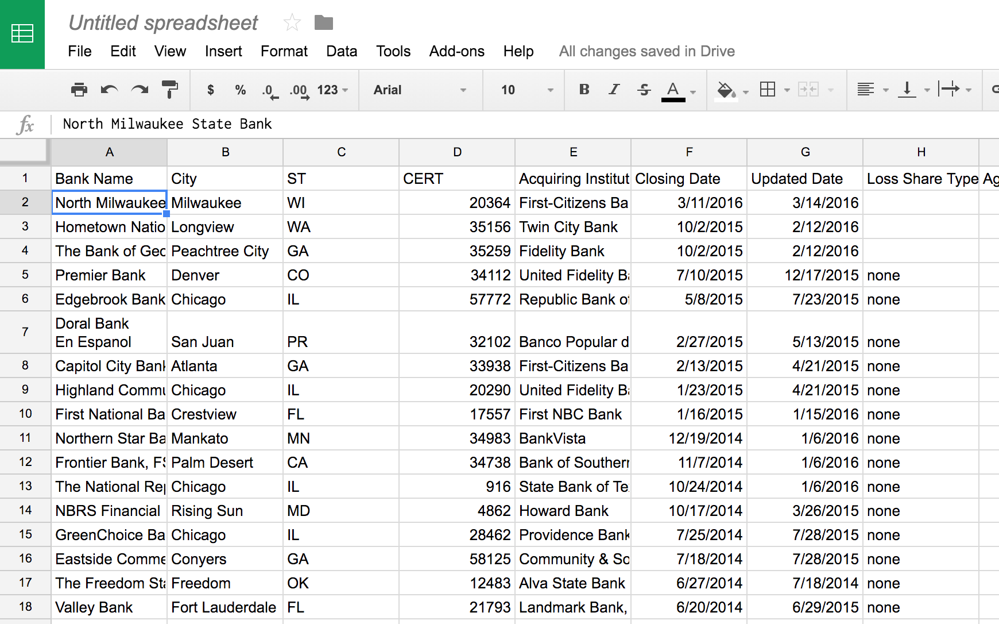 Untitled spreadsheet
File Edit View Insert Format Data Tools Add-ons Help All changes saved in Drive
$ % .0 .00 123 Arial 10 B I S A
fx North Milwaukee State Bank
A B C D E F G H
1 Bank Name City ST CERT Acquiring Institut Closing Date Updated Date Loss Share Type Ag
2 North Milwaukee Milwaukee WI 20364 First-Citizens Ba 3/11/2016 3/14/2016
3 Hometown Natio Longview WA 35156 Twin City Bank 10/2/2015 2/12/2016
4 The Bank of Geo Peachtree City GA 35259 Fidelity Bank 10/2/2015 2/12/2016
5 Premier Bank Denver CO 34112 United Fidelity Ba 7/10/2015 12/17/2015 none
6 Edgebrook Bank Chicago IL 57772 Republic Bank of 5/8/2015 7/23/2015 none
Doral Bank
7 En Espanol San Juan PR 32102 Banco Popular d 2/27/2015 5/13/2015 none
8 Capitol City Bank Atlanta GA 33938 First-Citizens Ba 2/13/2015 4/21/2015 none
9 Highland Commu Chicago IL 20290 United Fidelity Ba 1/23/2015 4/21/2015 none
10 First National Ba Crestview FL 17557 First NBC Bank 1/16/2015 1/15/2016 none
11 Northern Star Ba Mankato MN 34983 BankVista 12/19/2014 1/6/2016 none
12 Frontier Bank, FS Palm Desert CA 34738 Bank of Southern 11/7/2014 1/6/2016 none
13 The National Rep Chicago IL 916 State Bank of Te 10/24/2014 1/6/2016 none
14 NBRS Financial Rising Sun MD 4862 Howard Bank 10/17/2014 3/26/2015 none
15 GreenChoice Ba Chicago IL 28462 Providence Bank 7/25/2014 7/28/2015 none
16 Eastside Comme Conyers GA 58125 Community & So 7/18/2014 7/28/2015 none
17 The Freedom Sta Freedom OK 12483 Alva State Bank 6/27/2014 7/18/2014 none
18 Valley Bank Fort Lauderdale FL 21793 Landmark Bank, 6/20/2014 6/29/2015 none